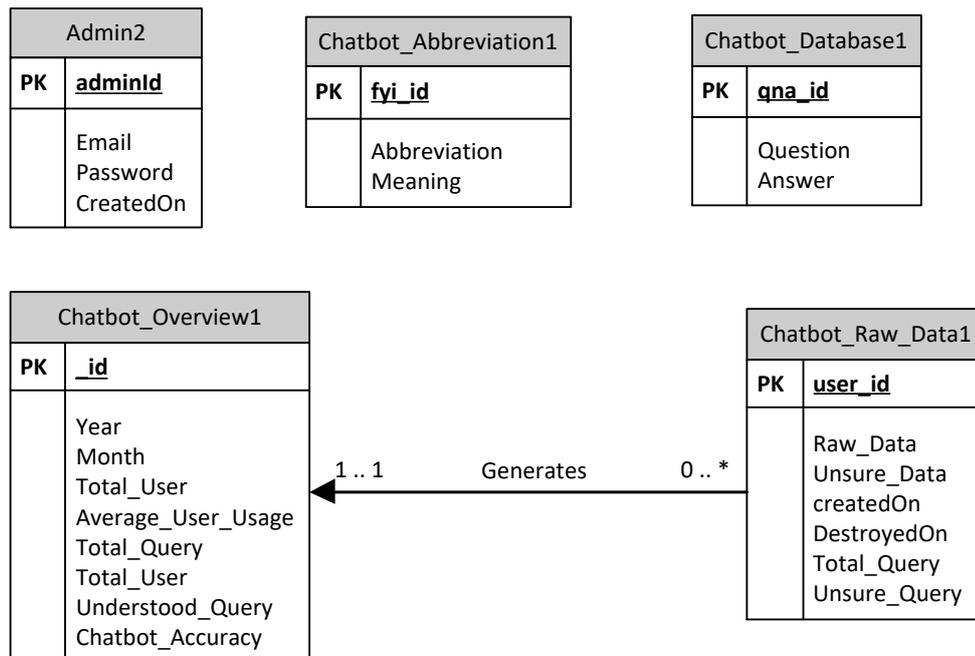 Admin2
PK adminId
Email
Password
CreatedOn
Chatbot_Abbreviation1
PK fyi_id
Abbreviation
Meaning
Chatbot_Database1
PK qna_id
Question
Answer
Chatbot_Overview1
PK _id
Year
Month
Total_User
Average_User_Usage
Total_Query
Total_User
Understood_Query
Chatbot_Accuracy
1 .. 1 Generates 0 .. *
Chatbot_Raw_Data1
PK user_id
Raw_Data
Unsure_Data
createdOn
DestroyedOn
Total_Query
Unsure_Query